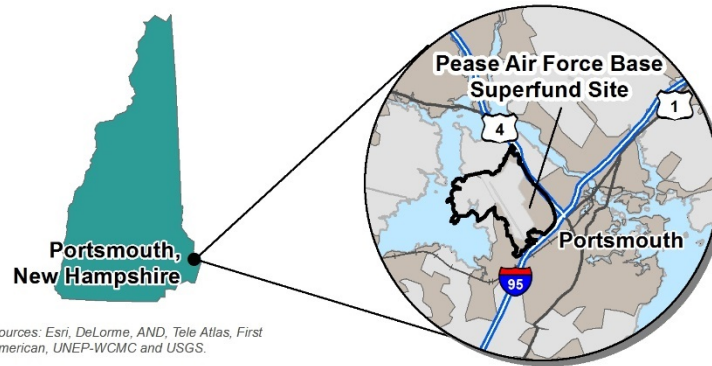 Pease Air Force Base
Superfund Site
1
4
Portsmouth,
New Hampshire
Portsmouth
95
ources: Esri, DeLorme, AND, Tele Atlas, First
merican, UNEP-WCMC and USGS.